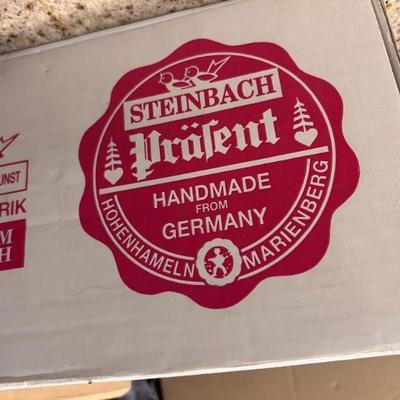 STEINBACH
Präſent
HANDMADE
FROM
GERMANY
HOHENHAMELN MARIENBERG
UNST
RIK
M
H